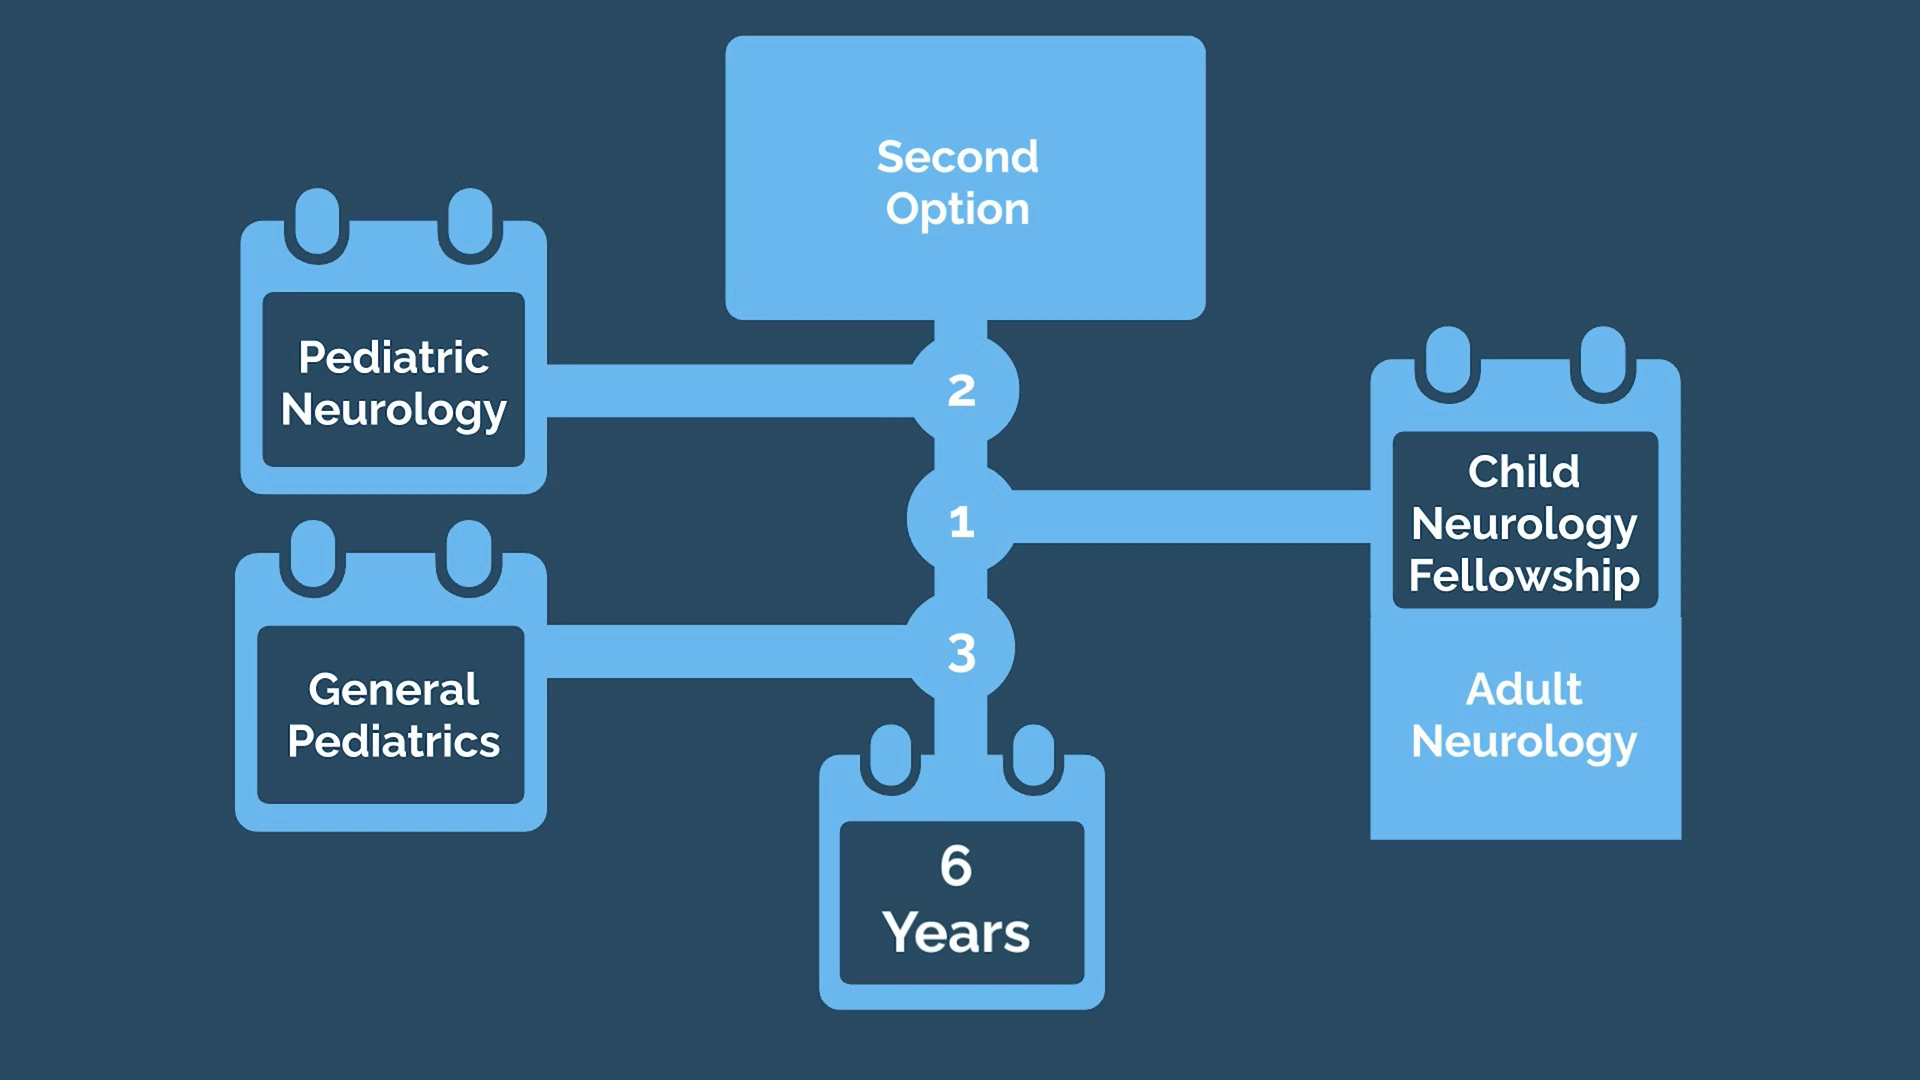 Second
Option
Pediatric
Neurology
2
1
Child
Neurology
Fellowship
General
Pediatrics
3
Adult
Neurology
6
Years